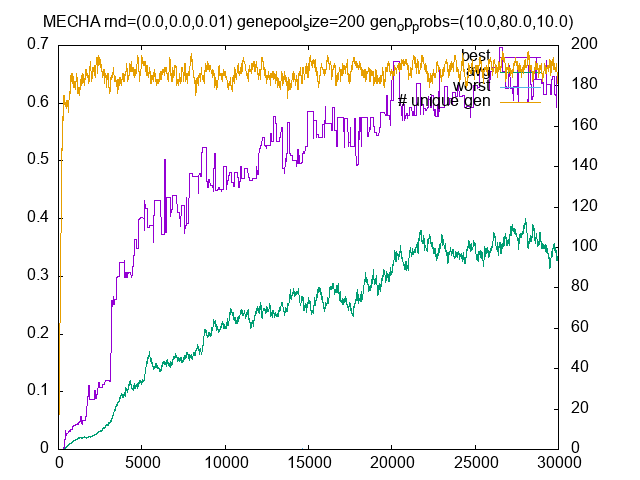 MECHA rnd=(0.0,0.0,0.01) genepool_size=200 gen_op_probs=(10.0,80.0,10.0)
0.7 200
best
avg
180
worst
0.6 # unique gen
160
0.5
140
120
0.4
100
0.3
80
0.2
60
40
0.1
20
0 0
0 5000 10000 15000 20000 25000 30000